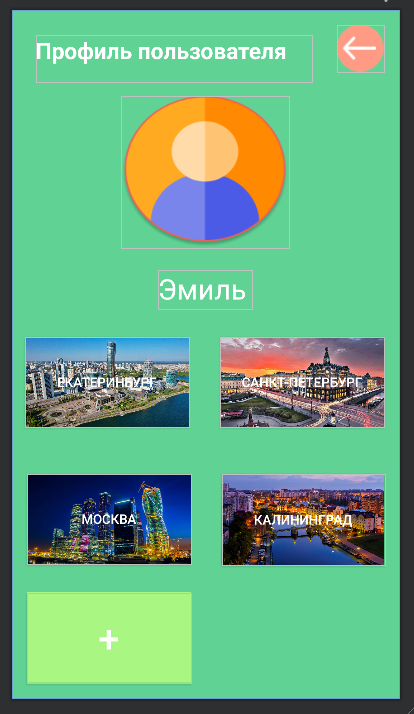 Профиль пользователя
Эмиль
ЕКАТЕРИНБУРГ
САНКТ-ПЕТЕРБУРГ
МОСКВА
КАЛИНИНГРАД
+